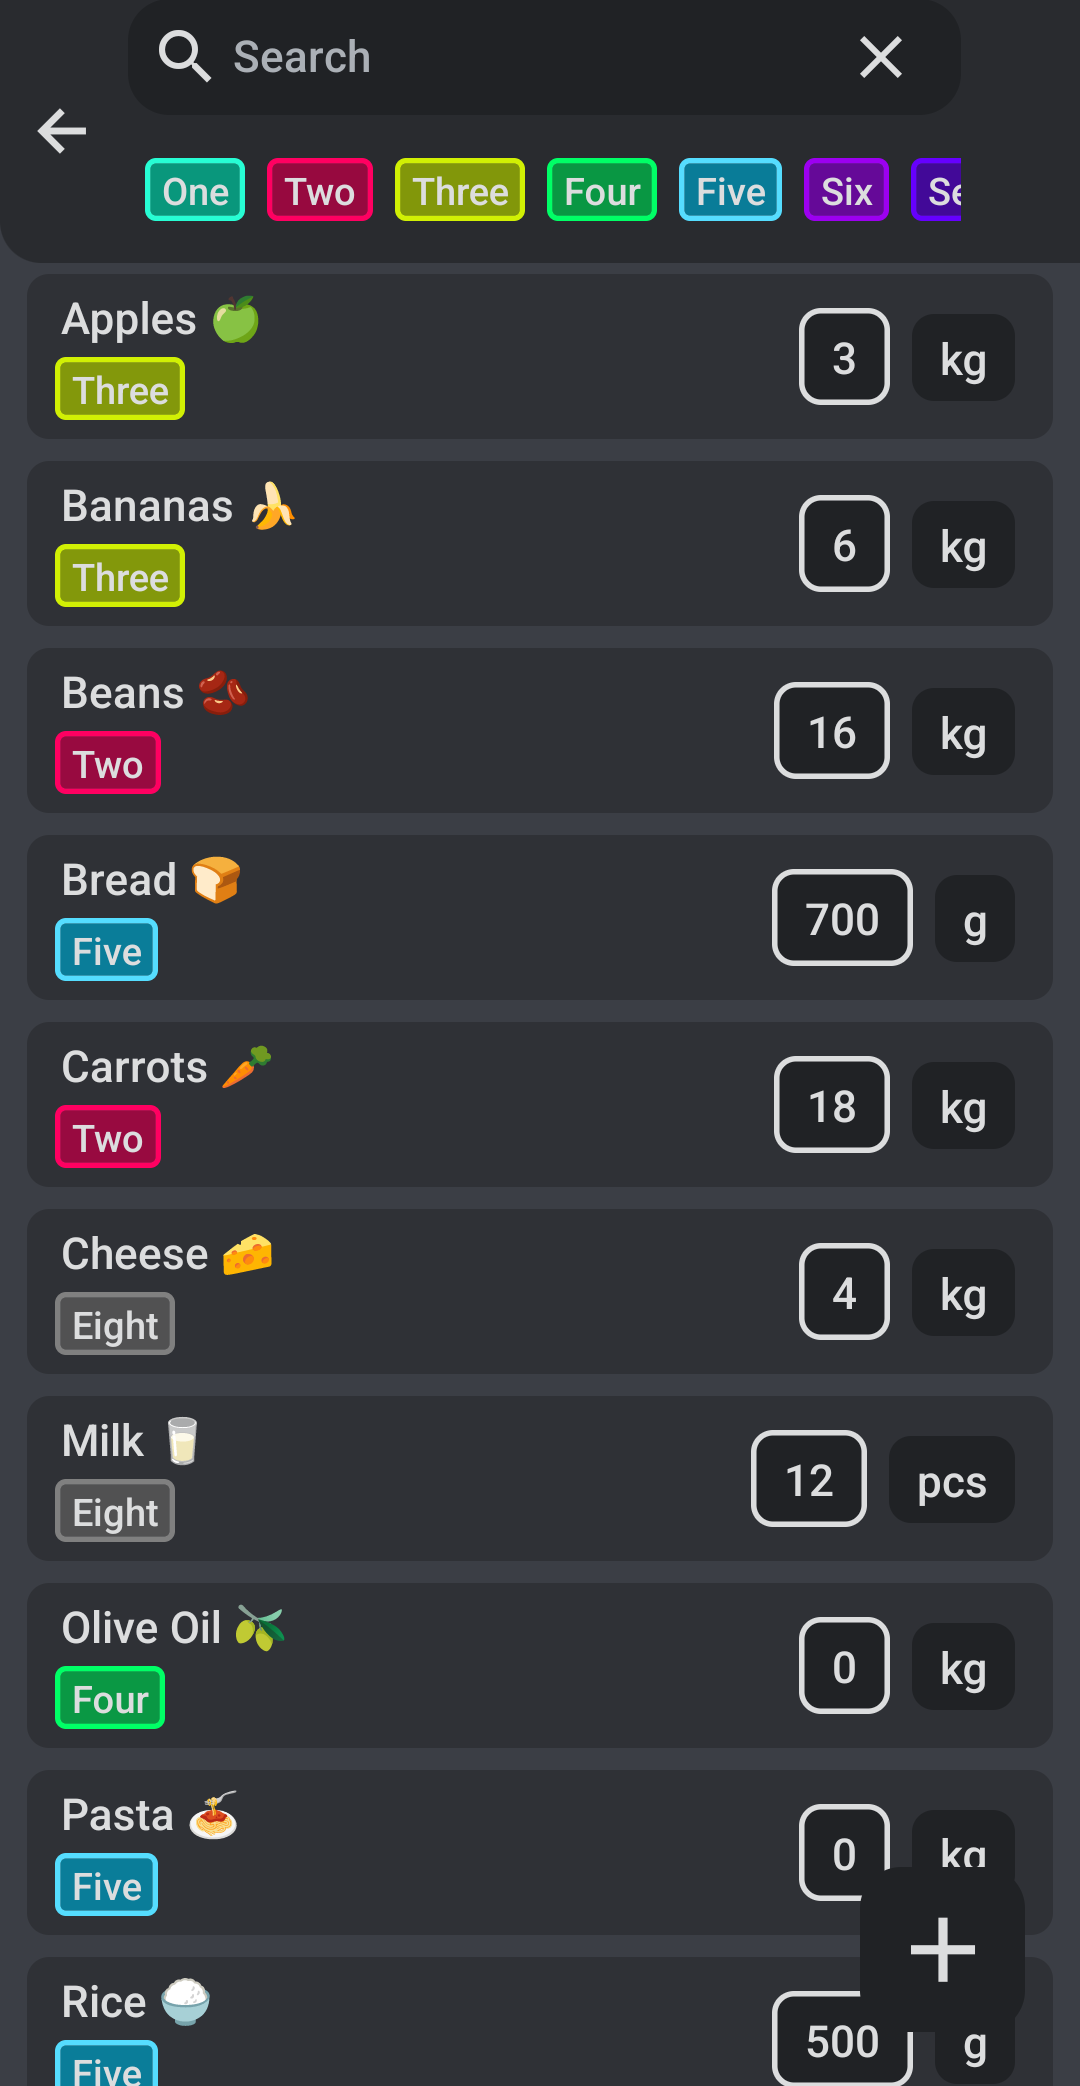 Search
One Two Three Four Five Six Se
Apples 🍏
Three
3 kg
Bananas 🍌
Three
6 kg
Beans 🫘
Two
16 kg
Bread 🍞
Five
700 g
Carrots 🥕
Two
18 kg
Cheese 🧀
Eight
4 kg
Milk 🥛
Eight
12 pcs
Olive Oil 🫒
Four
0 kg
Pasta 🍝
Five
0 kg
Rice 🍚
Five
500 g